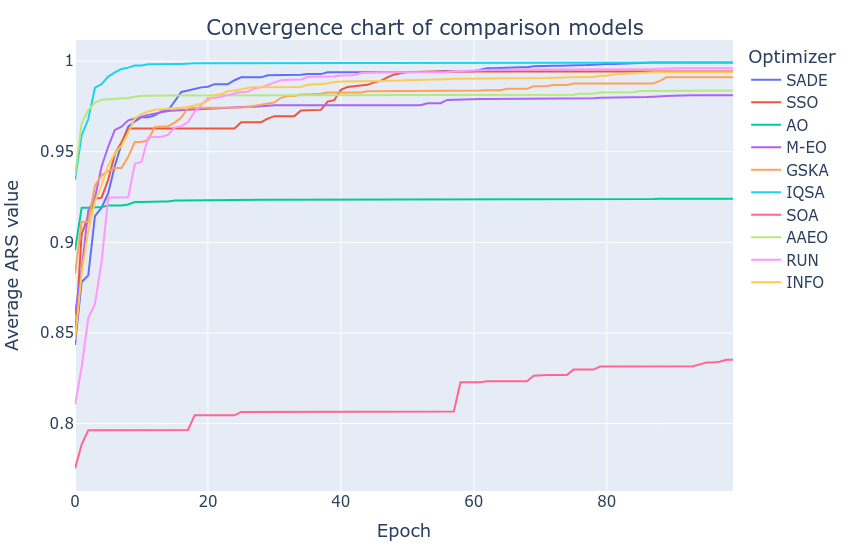 Convergence chart of comparison models
Optimizer
SADE
SSO
AO
M-EO
GSKA
IQSA
SOA
AAEO
RUN
INFO
Average ARS value
1
0.95
0.9
0.85
0.8
0
20
40
60
80
Epoch